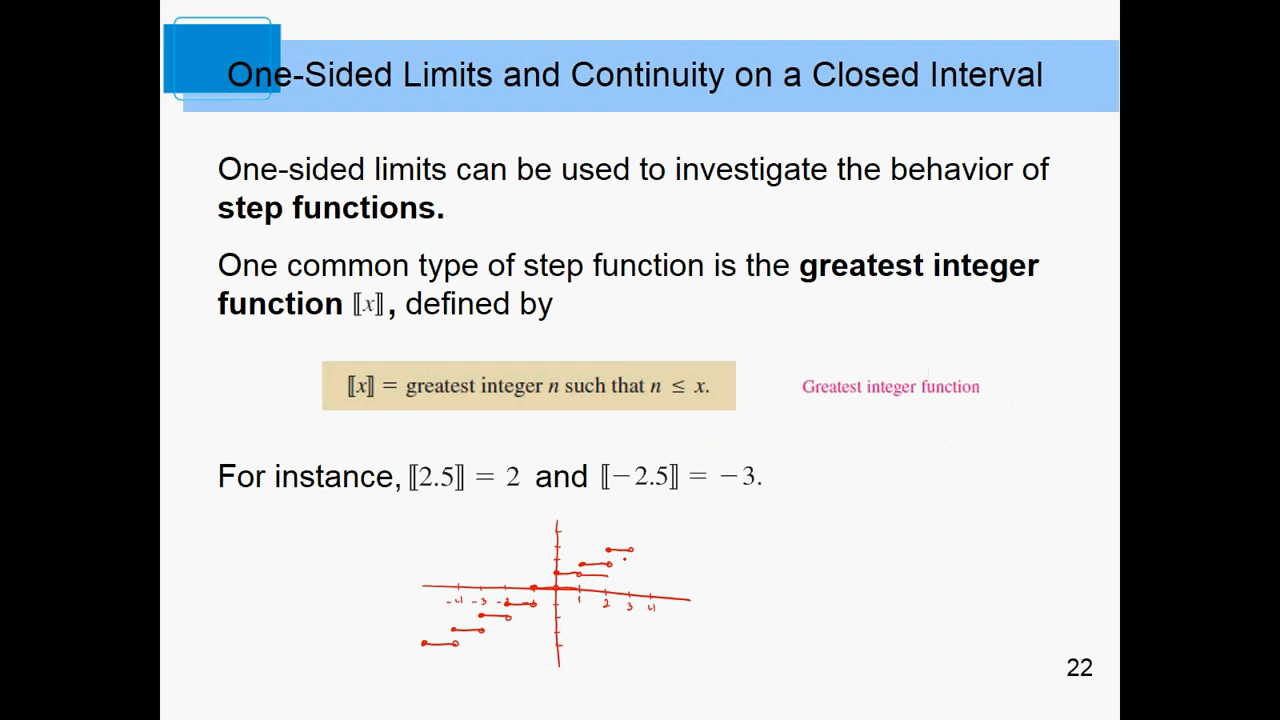 One-Sided Limits and Continuity on a Closed Interval
One-sided limits can be used to investigate the behavior of
step functions.
One common type of step function is the greatest integer
function ⟦x⟧, defined by
⟦x⟧ = greatest integer n such that n ≤ x.
Greatest integer function
For instance, ⟦2.5⟧ = 2 and ⟦−2.5⟧ = −3.
-4 -3 -2 1 2 3 4
22